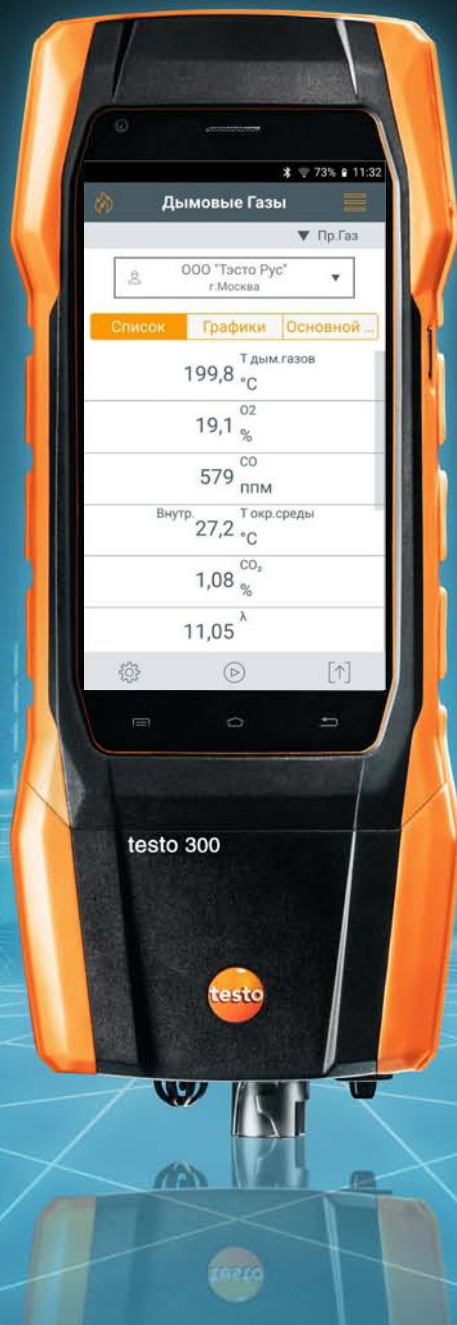 73% 11:32
Дымовые Газы
▼ Пр.Газ
ООО "Тэсто Рус"
г.Москва
Список Графики Основной ...
Т дым.газов
199,8 °C
O2
19,1 %
CO
579 ппм
Внутр. Т окр.среды
27,2 °C
CO₂
1,08 %
λ
11,05
testo 300
testo